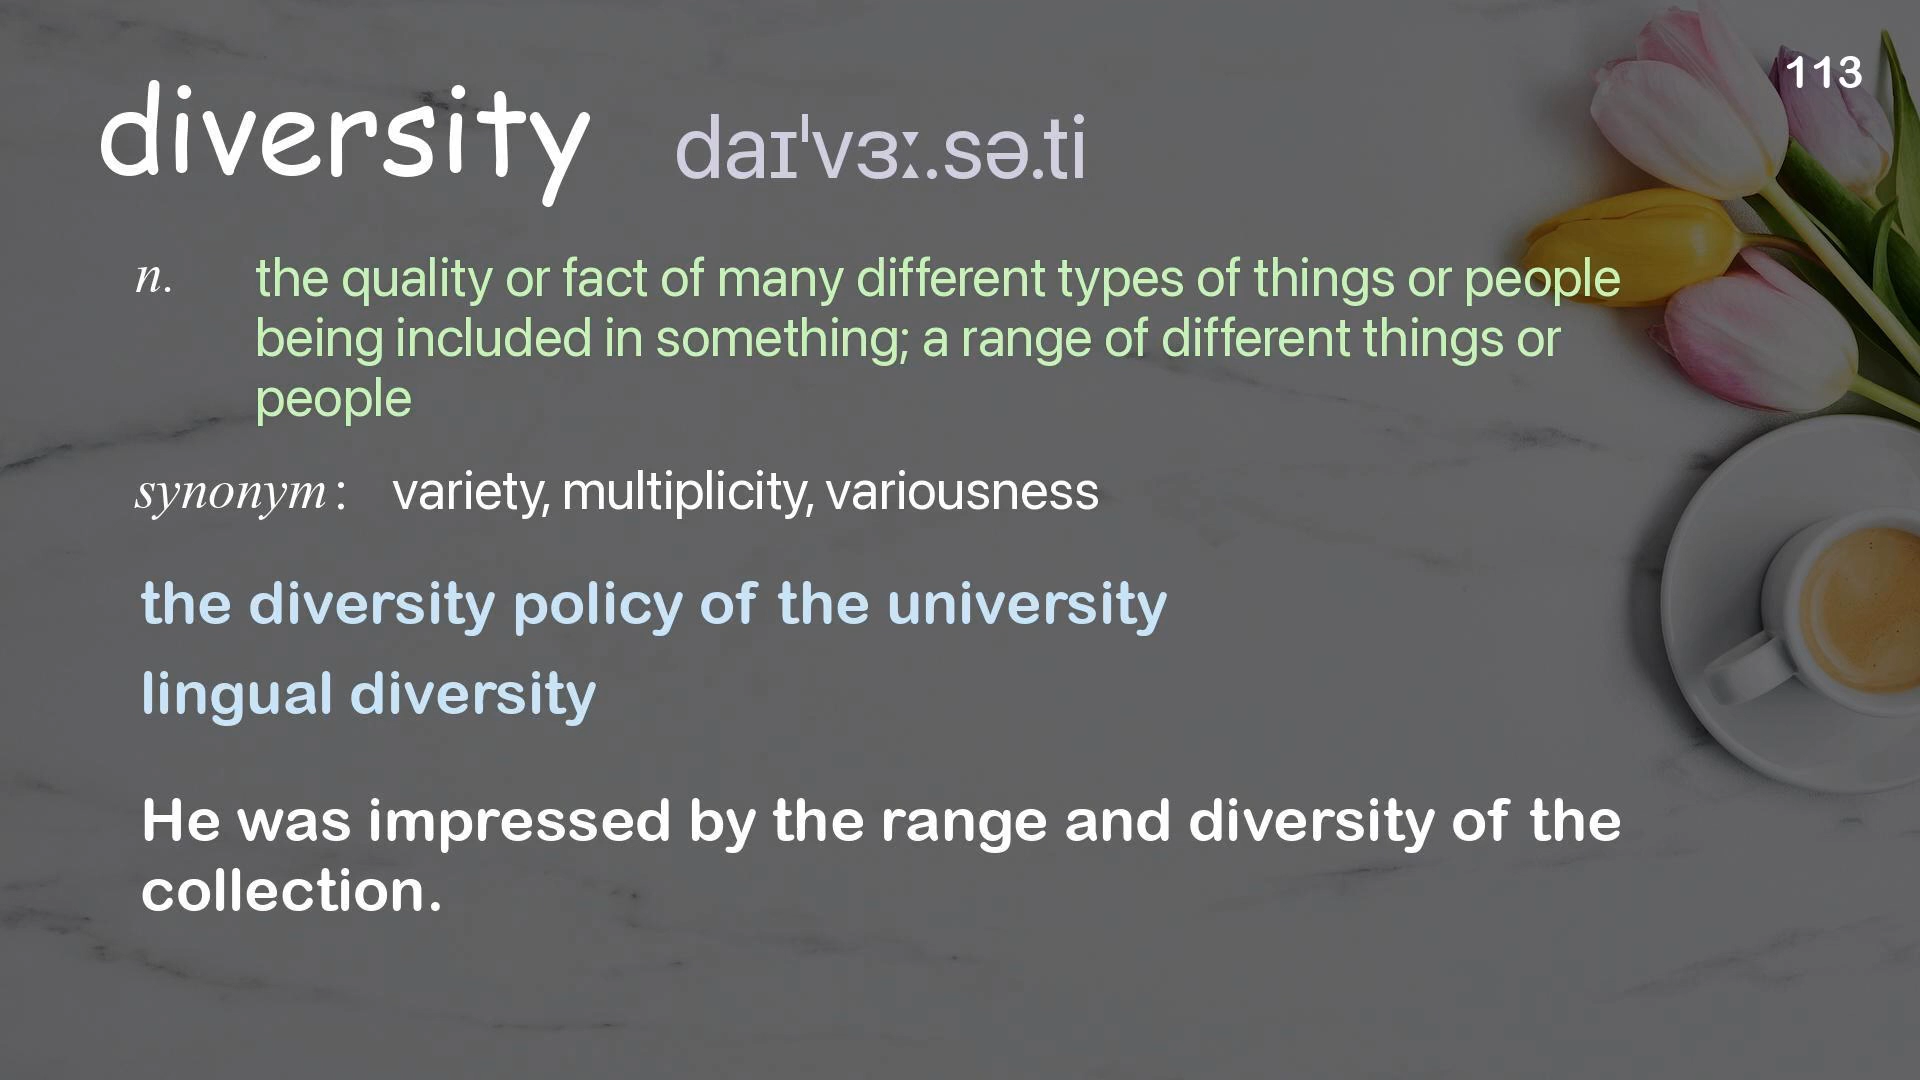 113
diversity daɪˈvɜː.sə.ti
n. the quality or fact of many different types of things or people
being included in something; a range of different things or
people
synonym: variety, multiplicity, variousness
the diversity policy of the university
lingual diversity
He was impressed by the range and diversity of the
collection.